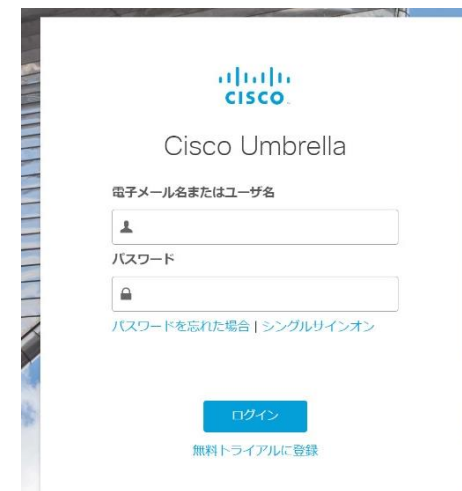 CISCO
Cisco Umbrella
電子メール名またはユーザ名
パスワード
パスワードを忘れた場合 | シングルサインオン
ログイン
無料トライアルに登録